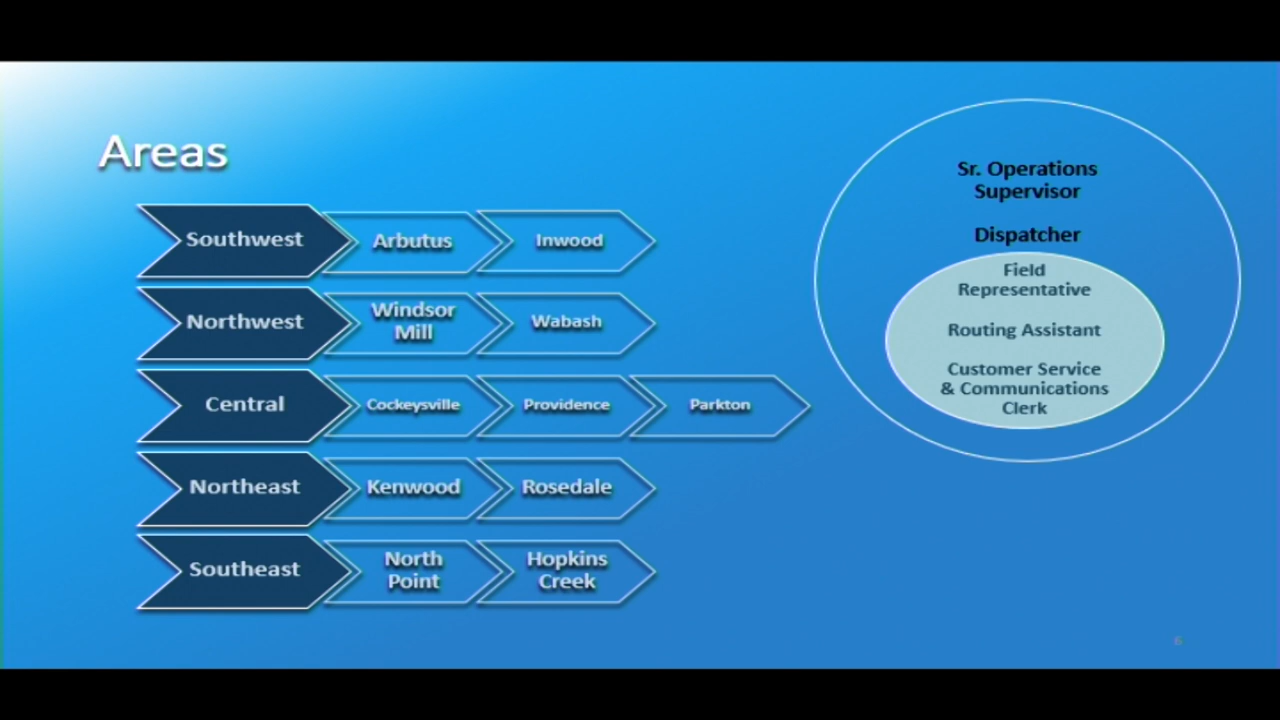 Areas
Southwest
Arbutus
Inwood
Northwest
Windsor
Mill
Wabash
Central
Cockeysville
Providence
Parkton
Northeast
Kenwood
Rosedale
Southeast
North
Point
Hopkins
Creek
Sr. Operations
Supervisor
Dispatcher
Field
Representative
Routing Assistant
Customer Service
& Communications
Clerk
6